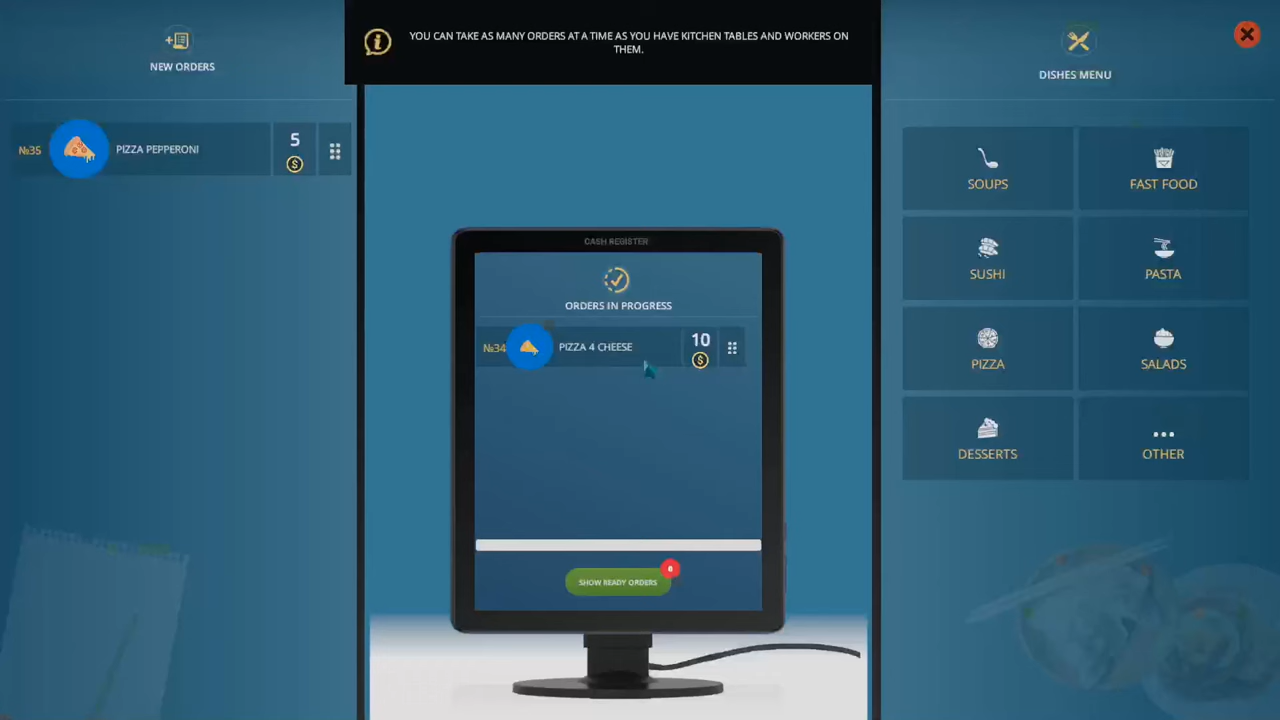 NEW ORDERS
№35
PIZZA PEPPERONI
5
YOU CAN TAKE AS MANY ORDERS AT A TIME AS YOU HAVE KITCHEN TABLES AND WORKERS ON
THEM.
CASH REGISTER
ORDERS IN PROGRESS
№34
PIZZA 4 CHEESE
10
SHOW READY ORDERS
DISHES MENU
SOUPS
FAST FOOD
SUSHI
PASTA
PIZZA
SALADS
DESSERTS
OTHER